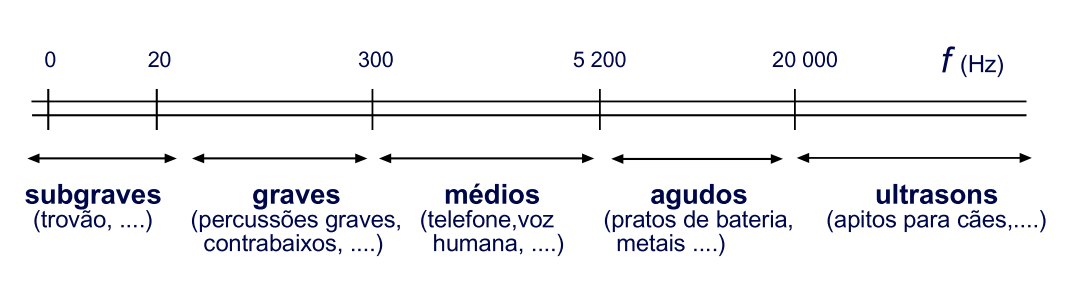 0 20 300 5 200 20 000 f (Hz)
subgraves graves médios agudos ultrasons
(trovão, ....) (percussões graves, (telefone,voz (pratos de bateria, (apitos para cães,....)
contrabaixos, ....) humana, ....) metais ....)